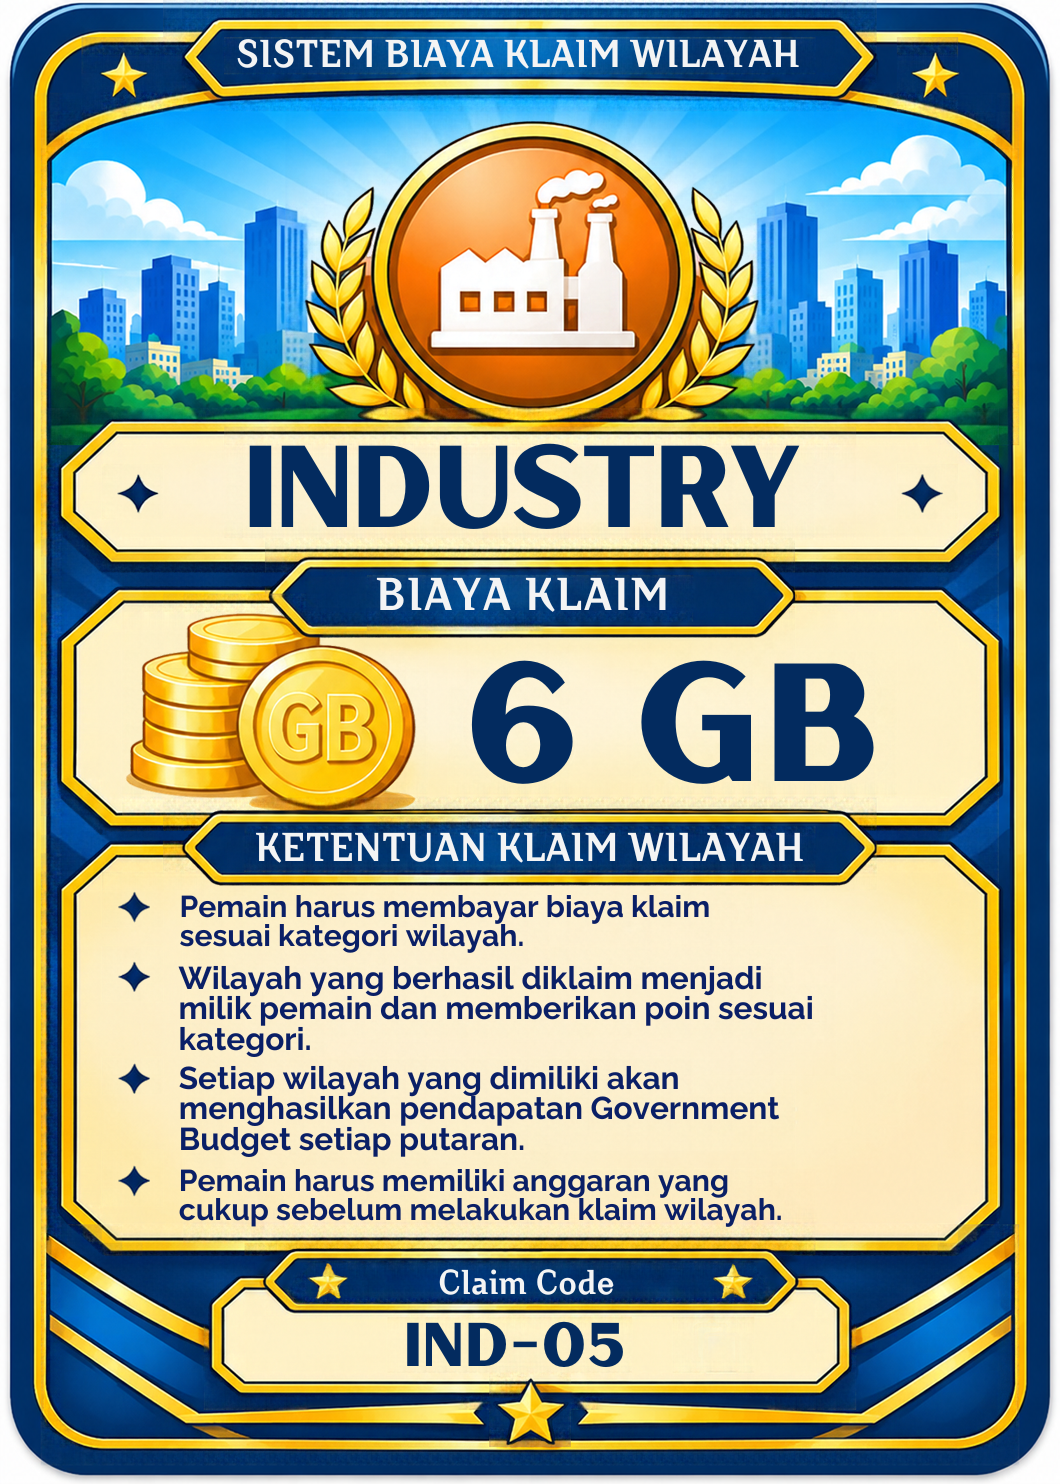 SISTEM BIAYA KLAIM WILAYAH
INDUSTRY
BIAYA KLAIM
GB
6 GB
KETENTUAN KLAIM WILAYAH
Pemain harus membayar biaya klaim
sesuai kategori wilayah.
Wilayah yang berhasil diklaim menjadi
milik pemain dan memberikan poin sesuai
kategori.
Setiap wilayah yang dimiliki akan
menghasilkan pendapatan Government
Budget setiap putaran.
Pemain harus memiliki anggaran yang
cukup sebelum melakukan klaim wilayah.
Claim Code
IND-05